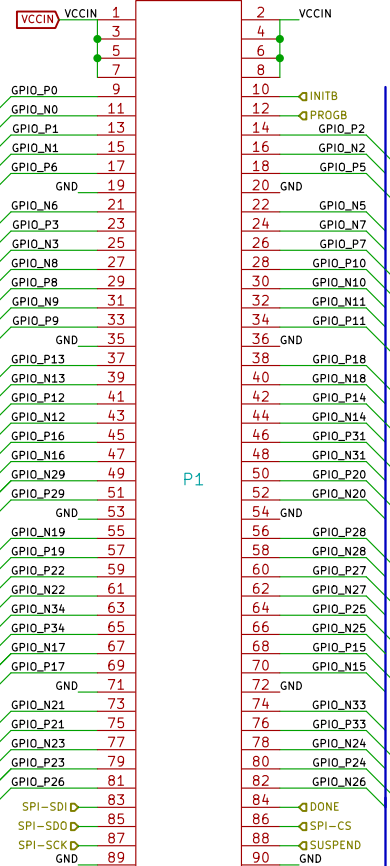 VCCIN VCCIN 1 2 VCCIN
3 4
5 6
7 8
GPIO_P0 9 10 INITB
GPIO_N0 11 12 PROGB
GPIO_P1 13 14 GPIO_P2
GPIO_N1 15 16 GPIO_N2
GPIO_P6 17 18 GPIO_P5
GND 19 20 GND
GPIO_N6 21 22 GPIO_N5
GPIO_P3 23 24 GPIO_N7
GPIO_N3 25 26 GPIO_P7
GPIO_N8 27 28 GPIO_P10
GPIO_P8 29 30 GPIO_N10
GPIO_N9 31 32 GPIO_N11
GPIO_P9 33 34 GPIO_P11
GND 35 36 GND
GPIO_P13 37 38 GPIO_P18
GPIO_N13 39 40 GPIO_N18
GPIO_P12 41 42 GPIO_P14
GPIO_N12 43 44 GPIO_N14
GPIO_P16 45 46 GPIO_P31
GPIO_N16 47 48 GPIO_N31
GPIO_N29 49 50 GPIO_P20
P1
GPIO_P29 51 52 GPIO_N20
GND 53 54 GND
GPIO_N19 55 56 GPIO_P28
GPIO_P19 57 58 GPIO_N28
GPIO_P22 59 60 GPIO_P27
GPIO_N22 61 62 GPIO_N27
GPIO_N34 63 64 GPIO_P25
GPIO_P34 65 66 GPIO_N25
GPIO_N17 67 68 GPIO_P15
GPIO_P17 69 70 GPIO_N15
GND 71 72 GND
GPIO_N21 73 74 GPIO_N33
GPIO_P21 75 76 GPIO_P33
GPIO_N23 77 78 GPIO_N24
GPIO_P23 79 80 GPIO_P24
GPIO_P26 81 82 GPIO_N26
SPI-SDI 83 84 DONE
SPI-SDO 85 86 SPI-CS
SPI-SCK 87 88 SUSPEND
GND 89 90 GND